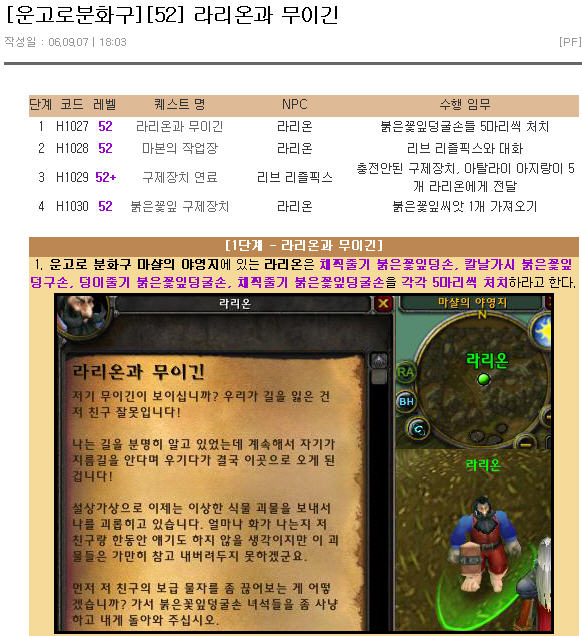 [운고로분화구][52] 라리온과 무이긴
작성일 : 06,09,07 | 18:03 [PF]
단계 코드 레벨 퀘스트 명 NPC 수행 임무
1 H1027 52 라리온과 무이긴 라리온 붉은꽃잎덩굴손들 5마리씩 처치
2 H1028 52 마본의 작업장 라리온 리브 리즐픽스와 대화
3 H1029 52+ 구제장치 연료 리브 리즐픽스 충전안된 구제장치, 아탈라이 아지랑이 5
개 라리온에게 전달
4 H1030 52 붉은꽃잎 구제장치 라리온 붉은꽃잎씨앗 1개 가져오기
[1단계 - 라리온과 무이긴]
1. 운고로 분화구 마샬의 야영지에 있는 라리온은 채찍줄기 붉은꽃잎덩손, 칼날가시 붉은꽃잎
덩구손, 덩이줄기 붉은꽃잎덩굴손, 채찍줄기 붉은꽃잎덩굴손을 각각 5마리씩 처치하라고 한다.
라리온
마샬의 야영지
N
라리온
RA
BH
라리온
라리온과 무이긴
저기 무이긴이 보이십니까? 우리가 길을 잃은 건
저 친구 잘못입니다!
나는 길을 분명히 알고 있었는데 계속해서 자기가
지름길을 안다며 우기다가 결국 이곳으로 오게 된
겁니다!
설상가상으로 이제는 이상한 식물 괴물을 보내서
나를 괴롭히고 있습니다. 얼마나 화가 나는지 저
친구랑 한동안 얘기도 하지 않을 생각이지만 이 괴
물들은 가만히 참고 내버려두지 못하겠군요.
먼저 저 친구의 보급 물자를 좀 끊어보는 게 어떻
겠습니까? 가서 붉은꽃잎덩굴손 녀석들을 좀 사냥
하고 내게 돌아와 주십시오.